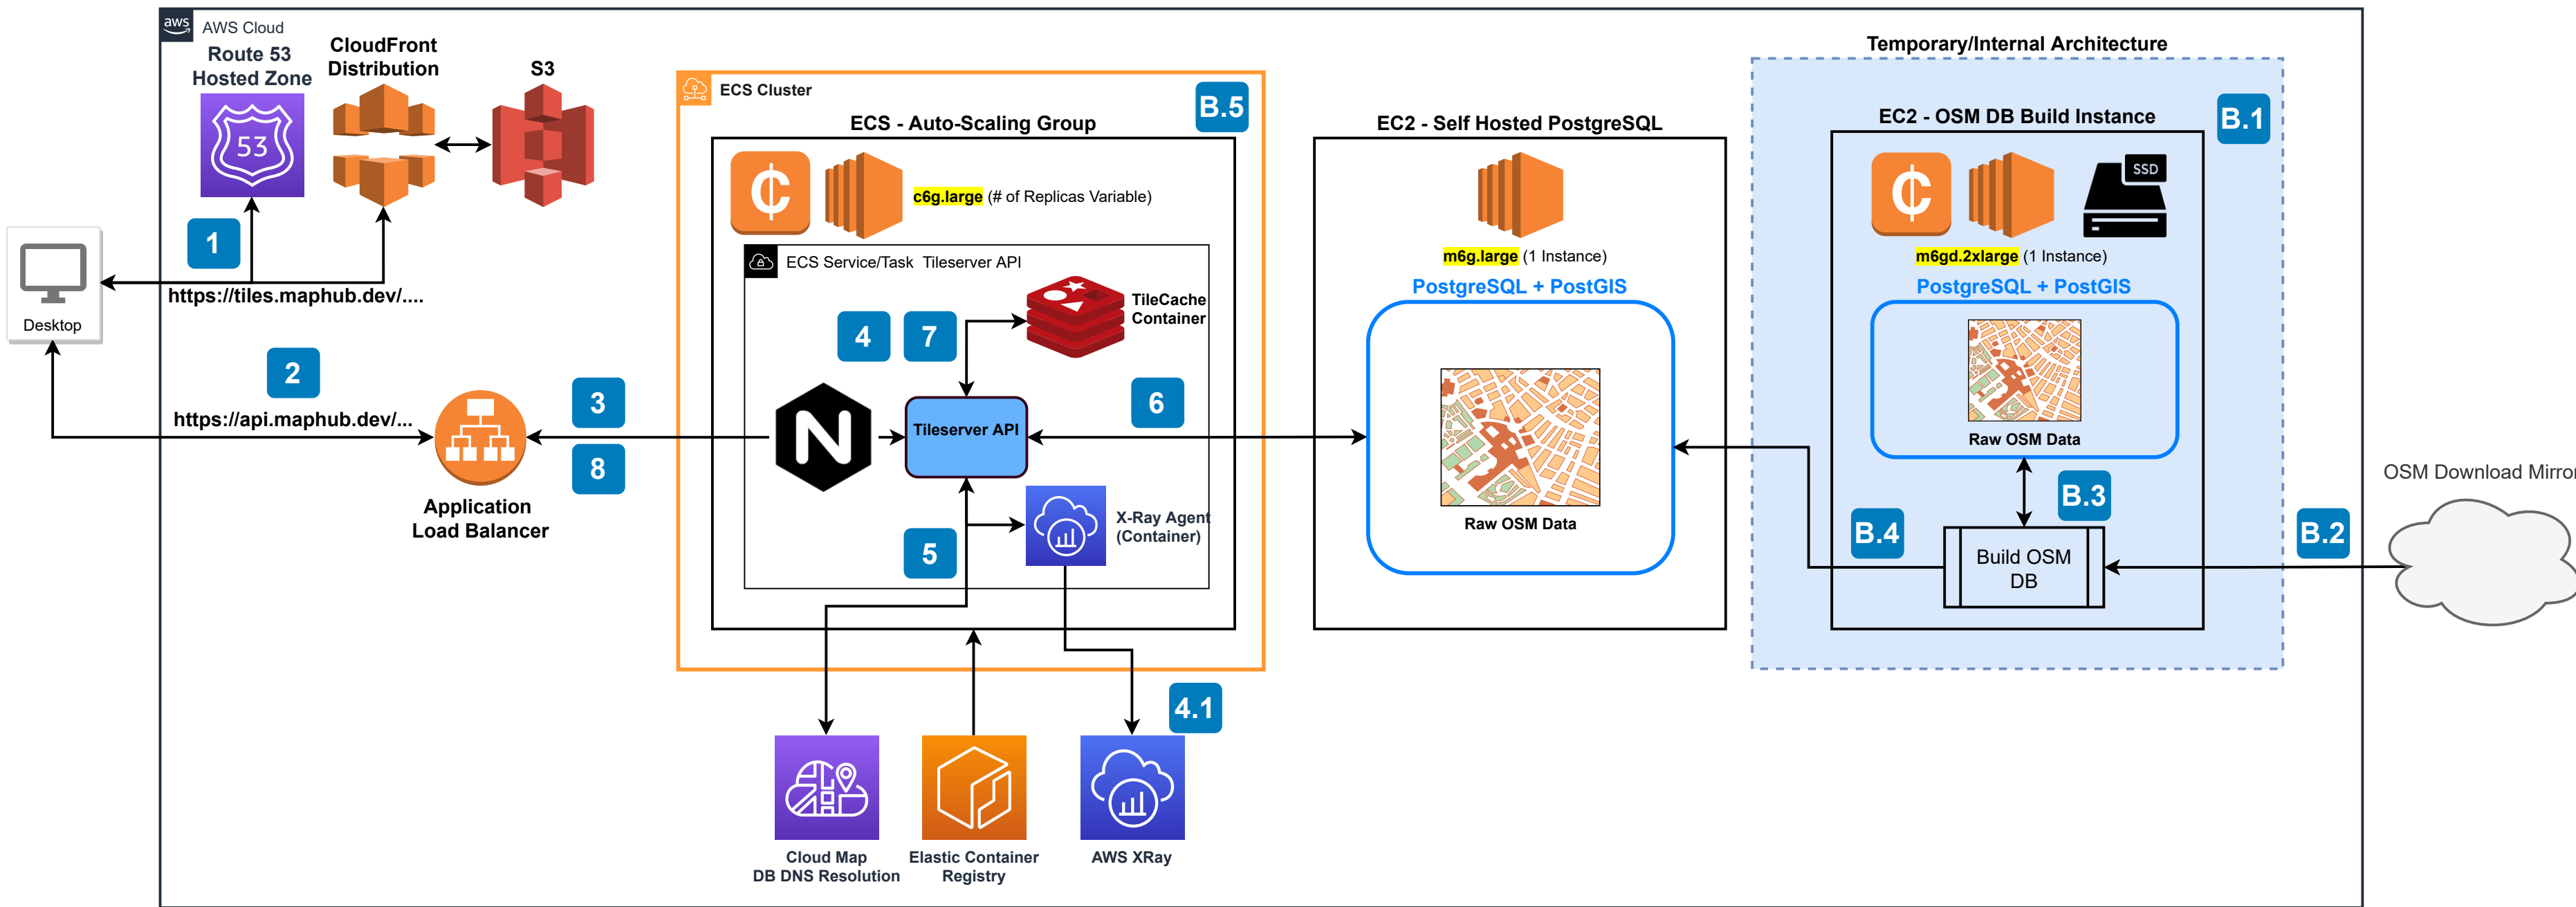 aws
AWS Cloud
Route 53
Hosted Zone
CloudFront
Distribution
S3
53
1
https://tiles.maphub.dev/....
Desktop
2
https://api.maphub.dev/...
Application
Load Balancer
3
8
ECS Cluster
B.5
ECS - Auto-Scaling Group
₵
c6g.large (# of Replicas Variable)
ECS Service/Task Tileserver API
TileCache
Container
4
7
N
Tileserver API
6
5
X-Ray Agent
(Container)
4.1
Cloud Map
DB DNS Resolution
Elastic Container
Registry
AWS XRay
EC2 - Self Hosted PostgreSQL
m6g.large (1 Instance)
PostgreSQL + PostGIS
Raw OSM Data
Temporary/Internal Architecture
B.1
EC2 - OSM DB Build Instance
₵
SSD
m6gd.2xlarge (1 Instance)
PostgreSQL + PostGIS
Raw OSM Data
B.3
B.4
Build OSM
DB
B.2
OSM Download Mirror